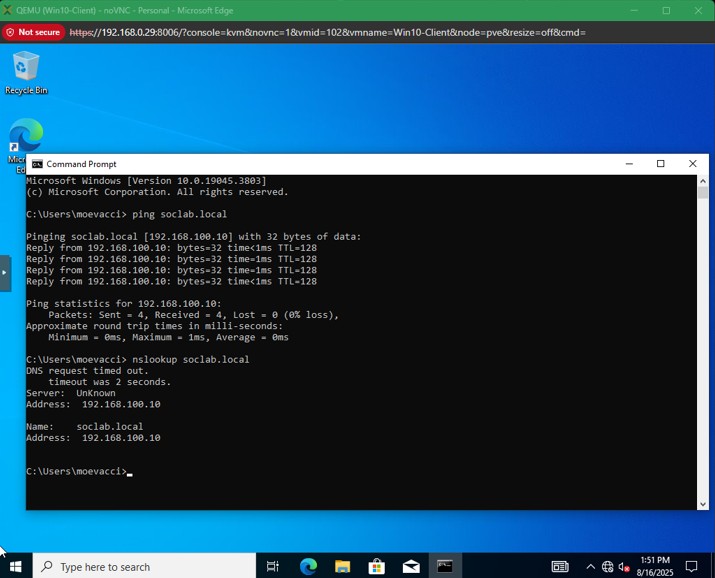 QEMU (Win10-Client) - noVNC - Personal - Microsoft Edge
Not secure https://192.168.0.29:8006/?console=kvm&novnc=1&vmid=102&vmname=Win10-Client&node=pve&resize=off&cmd=
Recycle Bin
Micr
Ed
Command Prompt
Microsoft Windows [Version 10.0.19045.3803]
(c) Microsoft Corporation. All rights reserved.
C:\Users\moevacci> ping soclab.local
Pinging soclab.local [192.168.100.10] with 32 bytes of data:
Reply from 192.168.100.10: bytes=32 time<1ms TTL=128
Reply from 192.168.100.10: bytes=32 time<1ms TTL=128
Reply from 192.168.100.10: bytes=32 time=1ms TTL=128
Reply from 192.168.100.10: bytes=32 time<1ms TTL=128
Ping statistics for 192.168.100.10:
Packets: Sent = 4, Received = 4, Lost = 0 (0% loss),
Approximate round trip times in milli-seconds:
Minimum = 0ms, Maximum = 1ms, Average = 0ms
C:\Users\moevacci> nslookup soclab.local
DNS request timed out.
timeout was 2 seconds.
Server: UnKnown
Address: 192.168.100.10
Name: soclab.local
Address: 192.168.100.10
C:\Users\moevacci>
Type here to search
1:51 PM
8/16/2025